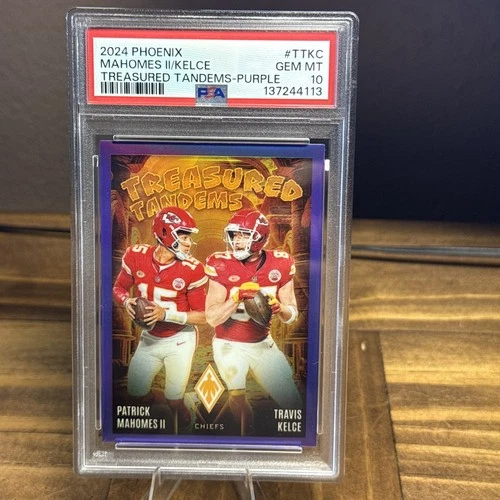 2024 PHOENIX #TTKC
MAHOMES II/KELCE GEM MT
TREASURED TANDEMS-PURPLE 10
137244113
PSA
TREASURED
TANDEMS
15
87
PATRICK
MAHOMES II
TRAVIS
KELCE
CHIEFS